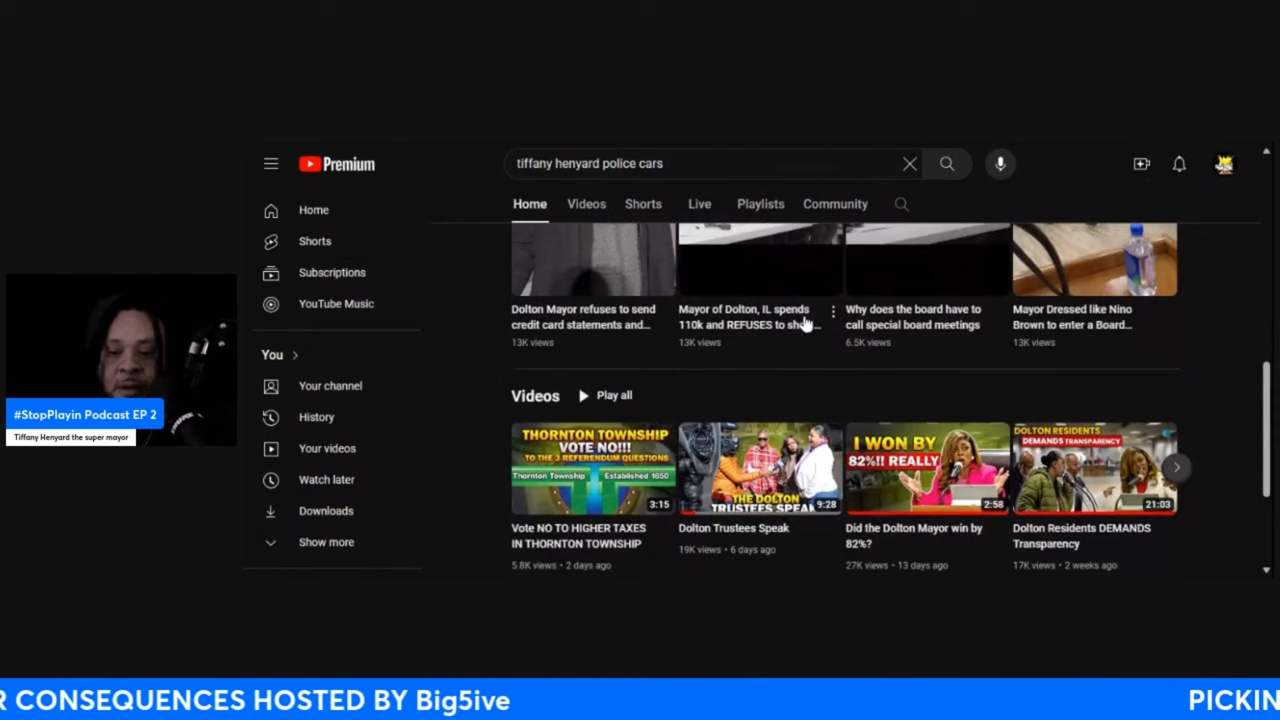 Premium
tiffany henyard police cars
Home
Videos
Shorts
Live
Playlists
Community
Home
Shorts
Subscriptions
YouTube Music
You
Your channel
History
Your videos
Watch later
Downloads
Show more
Dolton Mayor refuses to send
credit card statements and...
13K views
Mayor of Dolton, IL spends
110k and REFUSES to sh
13K views
Why does the board have to
call special board meetings
6.5K views
Mayor Dressed like Nino
Brown to enter a Board...
13K views
Videos
Play all
THORNTON TOWNSHIP
VOTE NO!!!
TO THE 3 REFERENDUM QUESTIONS
Thornton Township
Established 1850
3:15
Vote NO TO HIGHER TAXES
IN THORNTON TOWNSHIP
5.8K views • 2 days ago
THE DOLTON
TRUSTEES SPEAK
9:28
Dolton Trustees Speak
19K views • 6 days ago
I WON BY
82%!! REALLY
2:58
Did the Dolton Mayor win by
82%?
27K views • 13 days ago
DOLTON RESIDENTS
DEMANDS TRANSPARENCY
21:03
Dolton Residents DEMANDS
Transparency
17K views • 2 weeks ago
#StopPlayin Podcast EP 2
Tiffany Henyard the super mayor
R CONSEQUENCES HOSTED BY Big5ive
PICKIN